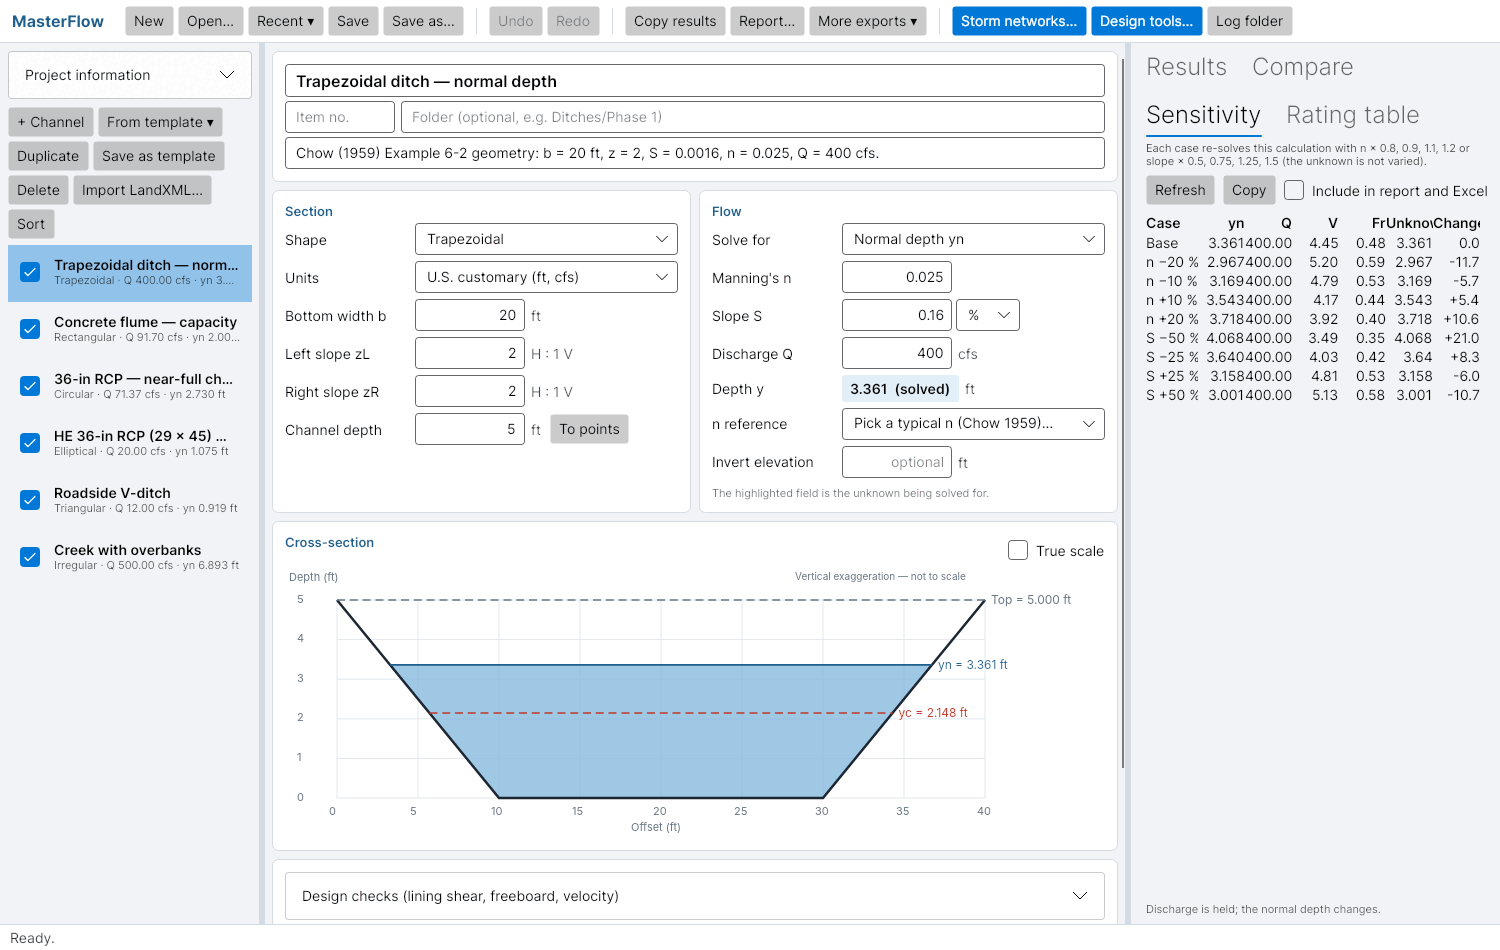 MasterFlow New Open... Recent ▾ Save Save as... Undo Redo Copy results Report... More exports ▾ Storm networks... Design tools... Log folder
Project information
+ Channel From template ▾
Duplicate Save as template
Delete Import LandXML...
Sort
Trapezoidal ditch — norm...
Trapezoidal · Q 400.00 cfs · yn 3....
Concrete flume — capacity
Rectangular · Q 91.70 cfs · yn 2.00...
36-in RCP — near-full ch...
Circular · Q 71.37 cfs · yn 2.730 ft
HE 36-in RCP (29 × 45) ...
Elliptical · Q 20.00 cfs · yn 1.075 ft
Roadside V-ditch
Triangular · Q 12.00 cfs · yn 0.919 ft
Creek with overbanks
Irregular · Q 500.00 cfs · yn 6.893 ft
Trapezoidal ditch — normal depth
Item no. Folder (optional, e.g. Ditches/Phase 1)
Chow (1959) Example 6-2 geometry: b = 20 ft, z = 2, S = 0.0016, n = 0.025, Q = 400 cfs.
Section
Shape Trapezoidal
Units U.S. customary (ft, cfs)
Bottom width b 20 ft
Left slope zL 2 H : 1 V
Right slope zR 2 H : 1 V
Channel depth 5 ft To points
Flow
Solve for Normal depth yn
Manning's n 0.025
Slope S 0.16 %
Discharge Q 400 cfs
Depth y 3.361 (solved) ft
n reference Pick a typical n (Chow 1959)...
Invert elevation optional ft
The highlighted field is the unknown being solved for.
Cross-section
True scale
Depth (ft) Vertical exaggeration — not to scale
5 Top = 5.000 ft
4
yn = 3.361 ft
3
2 yc = 2.148 ft
1
0
0 5 10 15 20 25 30 35 40
Offset (ft)
Design checks (lining shear, freeboard, velocity)
Results Compare
Sensitivity Rating table
Each case re-solves this calculation with n × 0.8, 0.9, 1.1, 1.2 or
slope × 0.5, 0.75, 1.25, 1.5 (the unknown is not varied).
Refresh Copy Include in report and Excel
Case yn Q V Fr Unknov Change
Base 3.361 400.00 4.45 0.48 3.361 0.0
n −20 % 2.967 400.00 5.20 0.59 2.967 -11.7
n −10 % 3.169 400.00 4.79 0.53 3.169 -5.7
n +10 % 3.543 400.00 4.17 0.44 3.543 +5.4
n +20 % 3.718 400.00 3.92 0.40 3.718 +10.6
S −50 % 4.068 400.00 3.49 0.35 4.068 +21.0
S −25 % 3.640 400.00 4.03 0.42 3.64 +8.3
S +25 % 3.158 400.00 4.81 0.53 3.158 -6.0
S +50 % 3.001 400.00 5.13 0.58 3.001 -10.7
Discharge is held; the normal depth changes.
Ready.